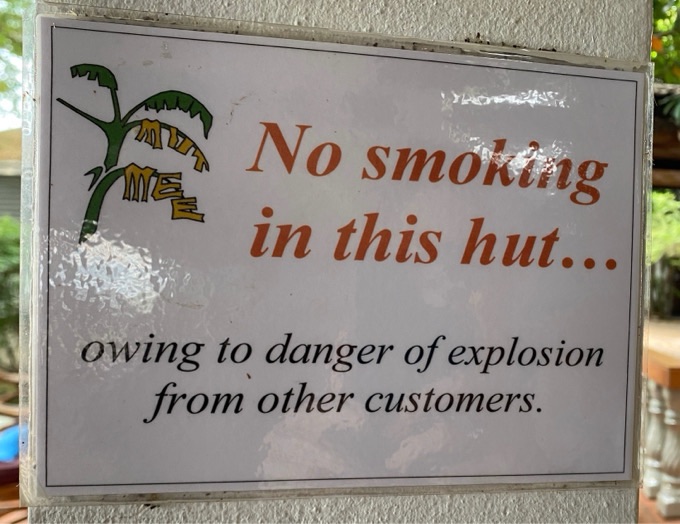 MUT
MEE
No smoking
in this hut...
owing to danger of explosion
from other customers.